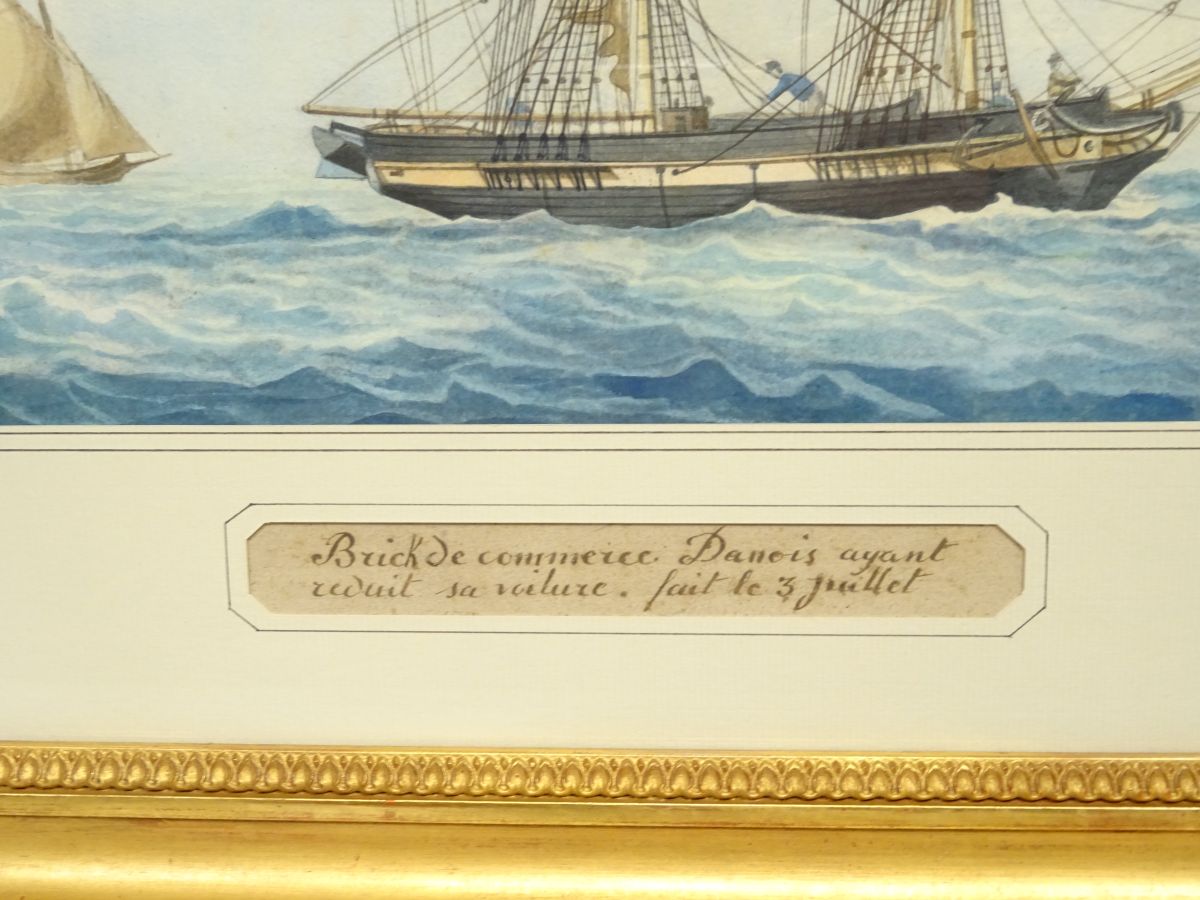 Brick de commerce Danois ayant
reduit sa voilure. fait le 3 Juillet